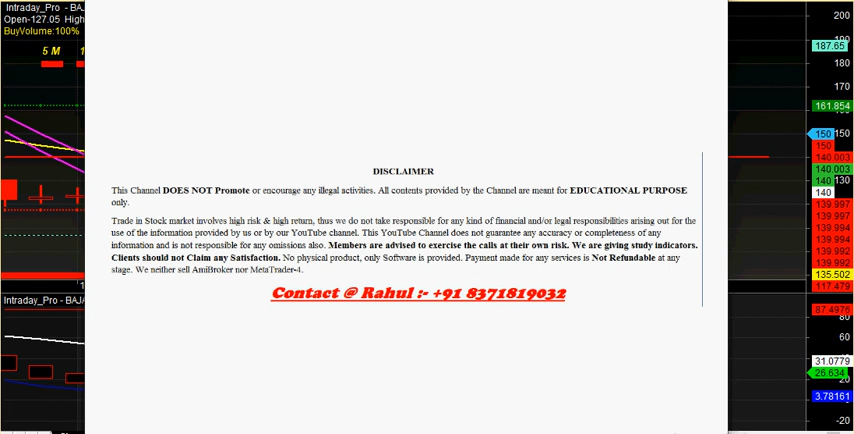 Intraday_Pro - BAJ
Open-127.05 High
BuyVolume:100%
5 M
DISCLAIMER
This Channel DOES NOT Promote or encourage any illegal activities. All contents provided by the Channel are meant for EDUCATIONAL PURPOSE
only.
Trade in Stock market involves high risk & high return, thus we do not take responsible for any kind of financial and/or legal responsibilities arising out for the
use of the information provided by us or by our YouTube channel. This YouTube Channel does not guarantee any accuracy or completeness of any
information and is not responsible for any omissions also. Members are advised to exercise the calls at their own risk. We are giving study indicators.
Clients should not Claim any Satisfaction. No physical product, only Software is provided. Payment made for any services is Not Refundable at any
stage. We neither sell AmiBroker nor MetaTrader-4.
Contact @ Rahul :- +91 8371819032
Intraday_Pro - BAJA
200
187.65
180
170
161.854
150 150
150
140.003
140.003
140 130
140
139.997
139.997
139.994
139.994
139.992
139.992
135.502
117.479
87.4976
80
60
31.0779
26.634
20
3.78161
-20